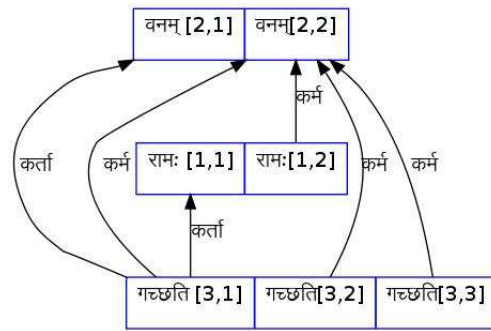 वनम् [2,1] वनम्[2,2]
कर्म
रामः [1,1] रामः[1,2]
कर्ता कर्म कर्म कर्म
कर्ता
गच्छति [3,1] गच्छति[3,2] गच्छति[3,3]